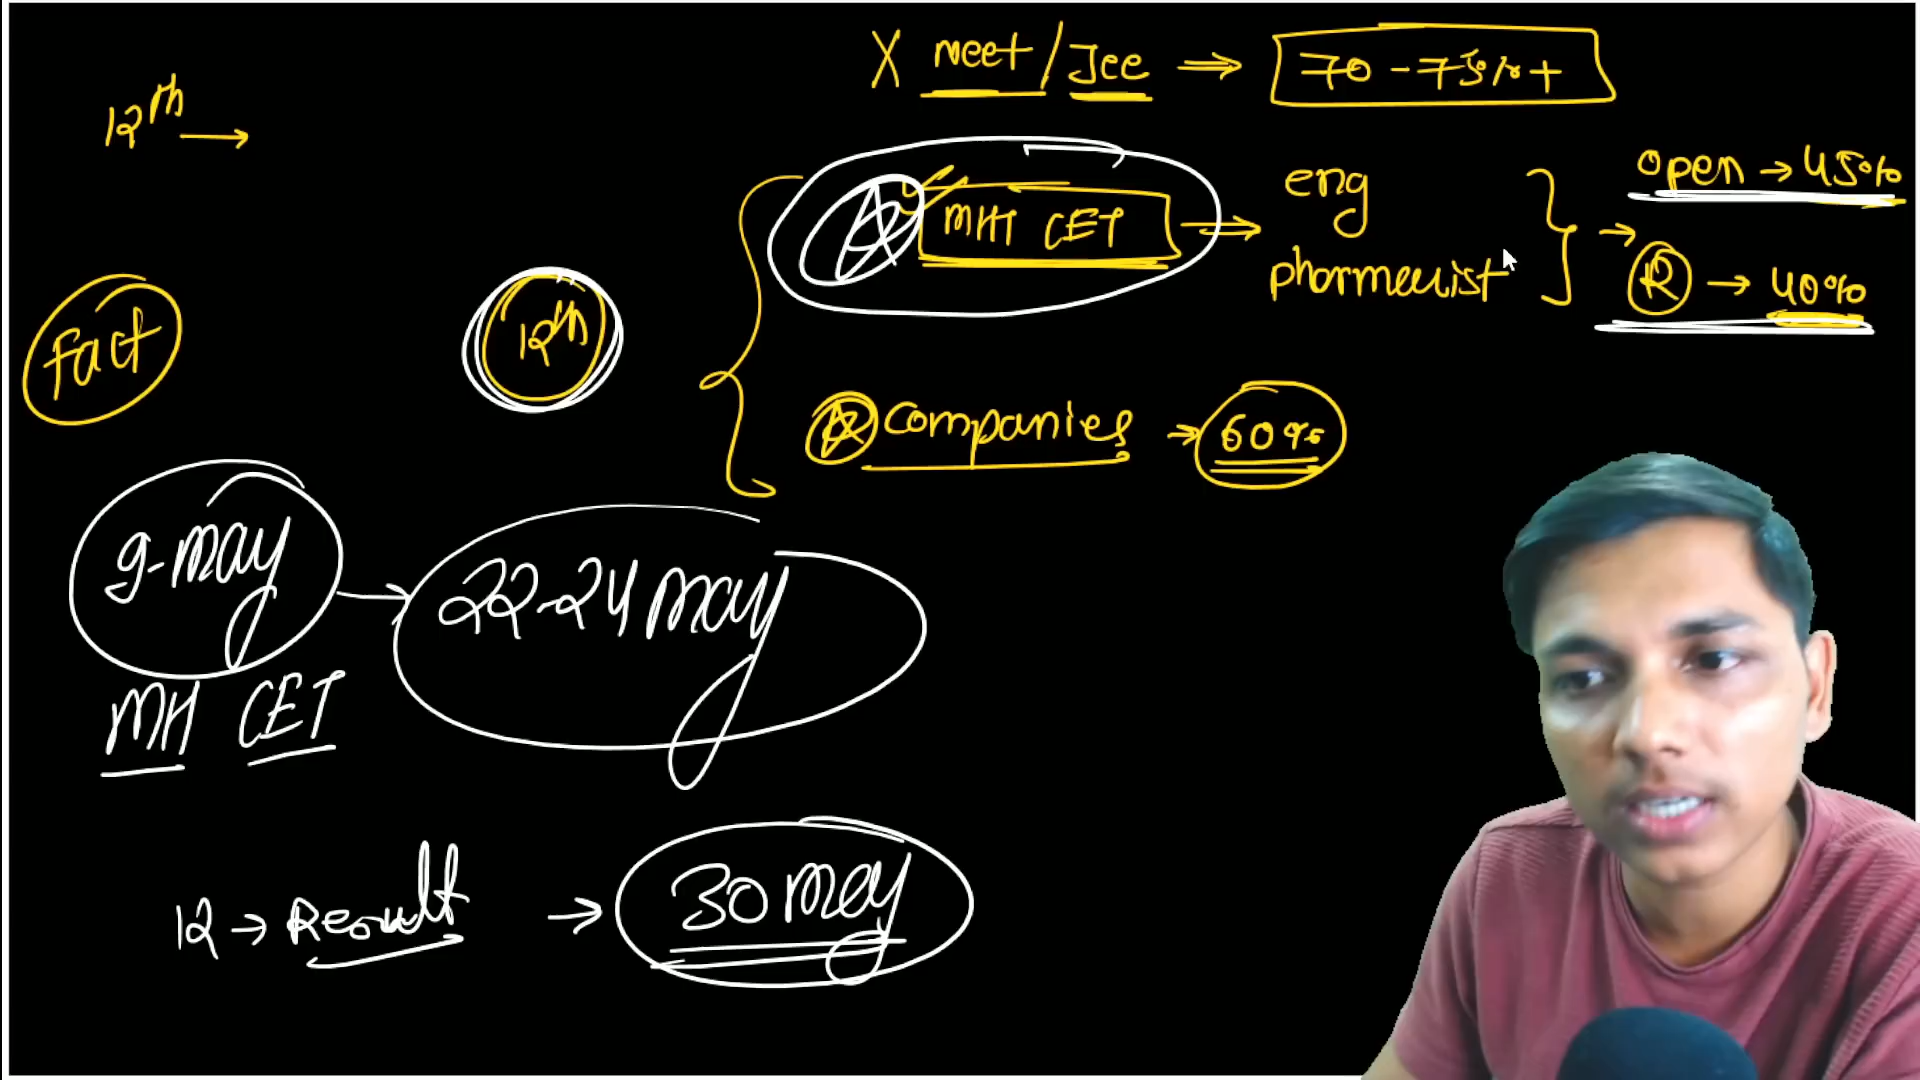 12th →
X neet / Jee ⇒ 70 - 75% +
MH CET ⇒ eng
open → 45%
R → 40%
fact
12th
companies → 60%
9-may → 22-24 may
MH CET
12 → Result → 30 may